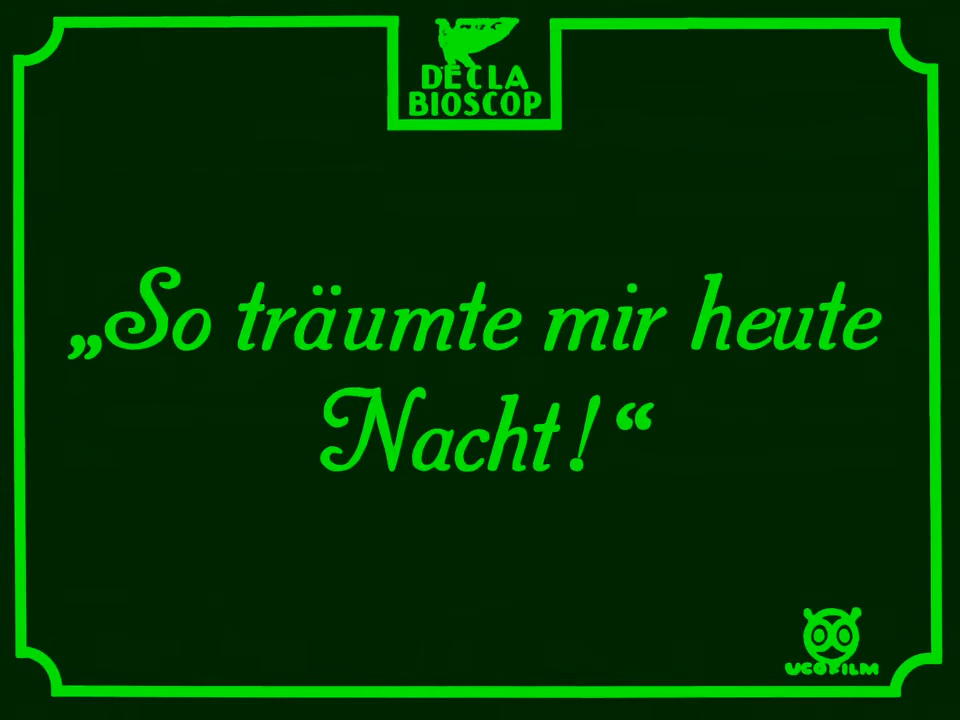 DECLA
BIOSCOP
„So träumte mir heute
Nacht!“
UCOFILM